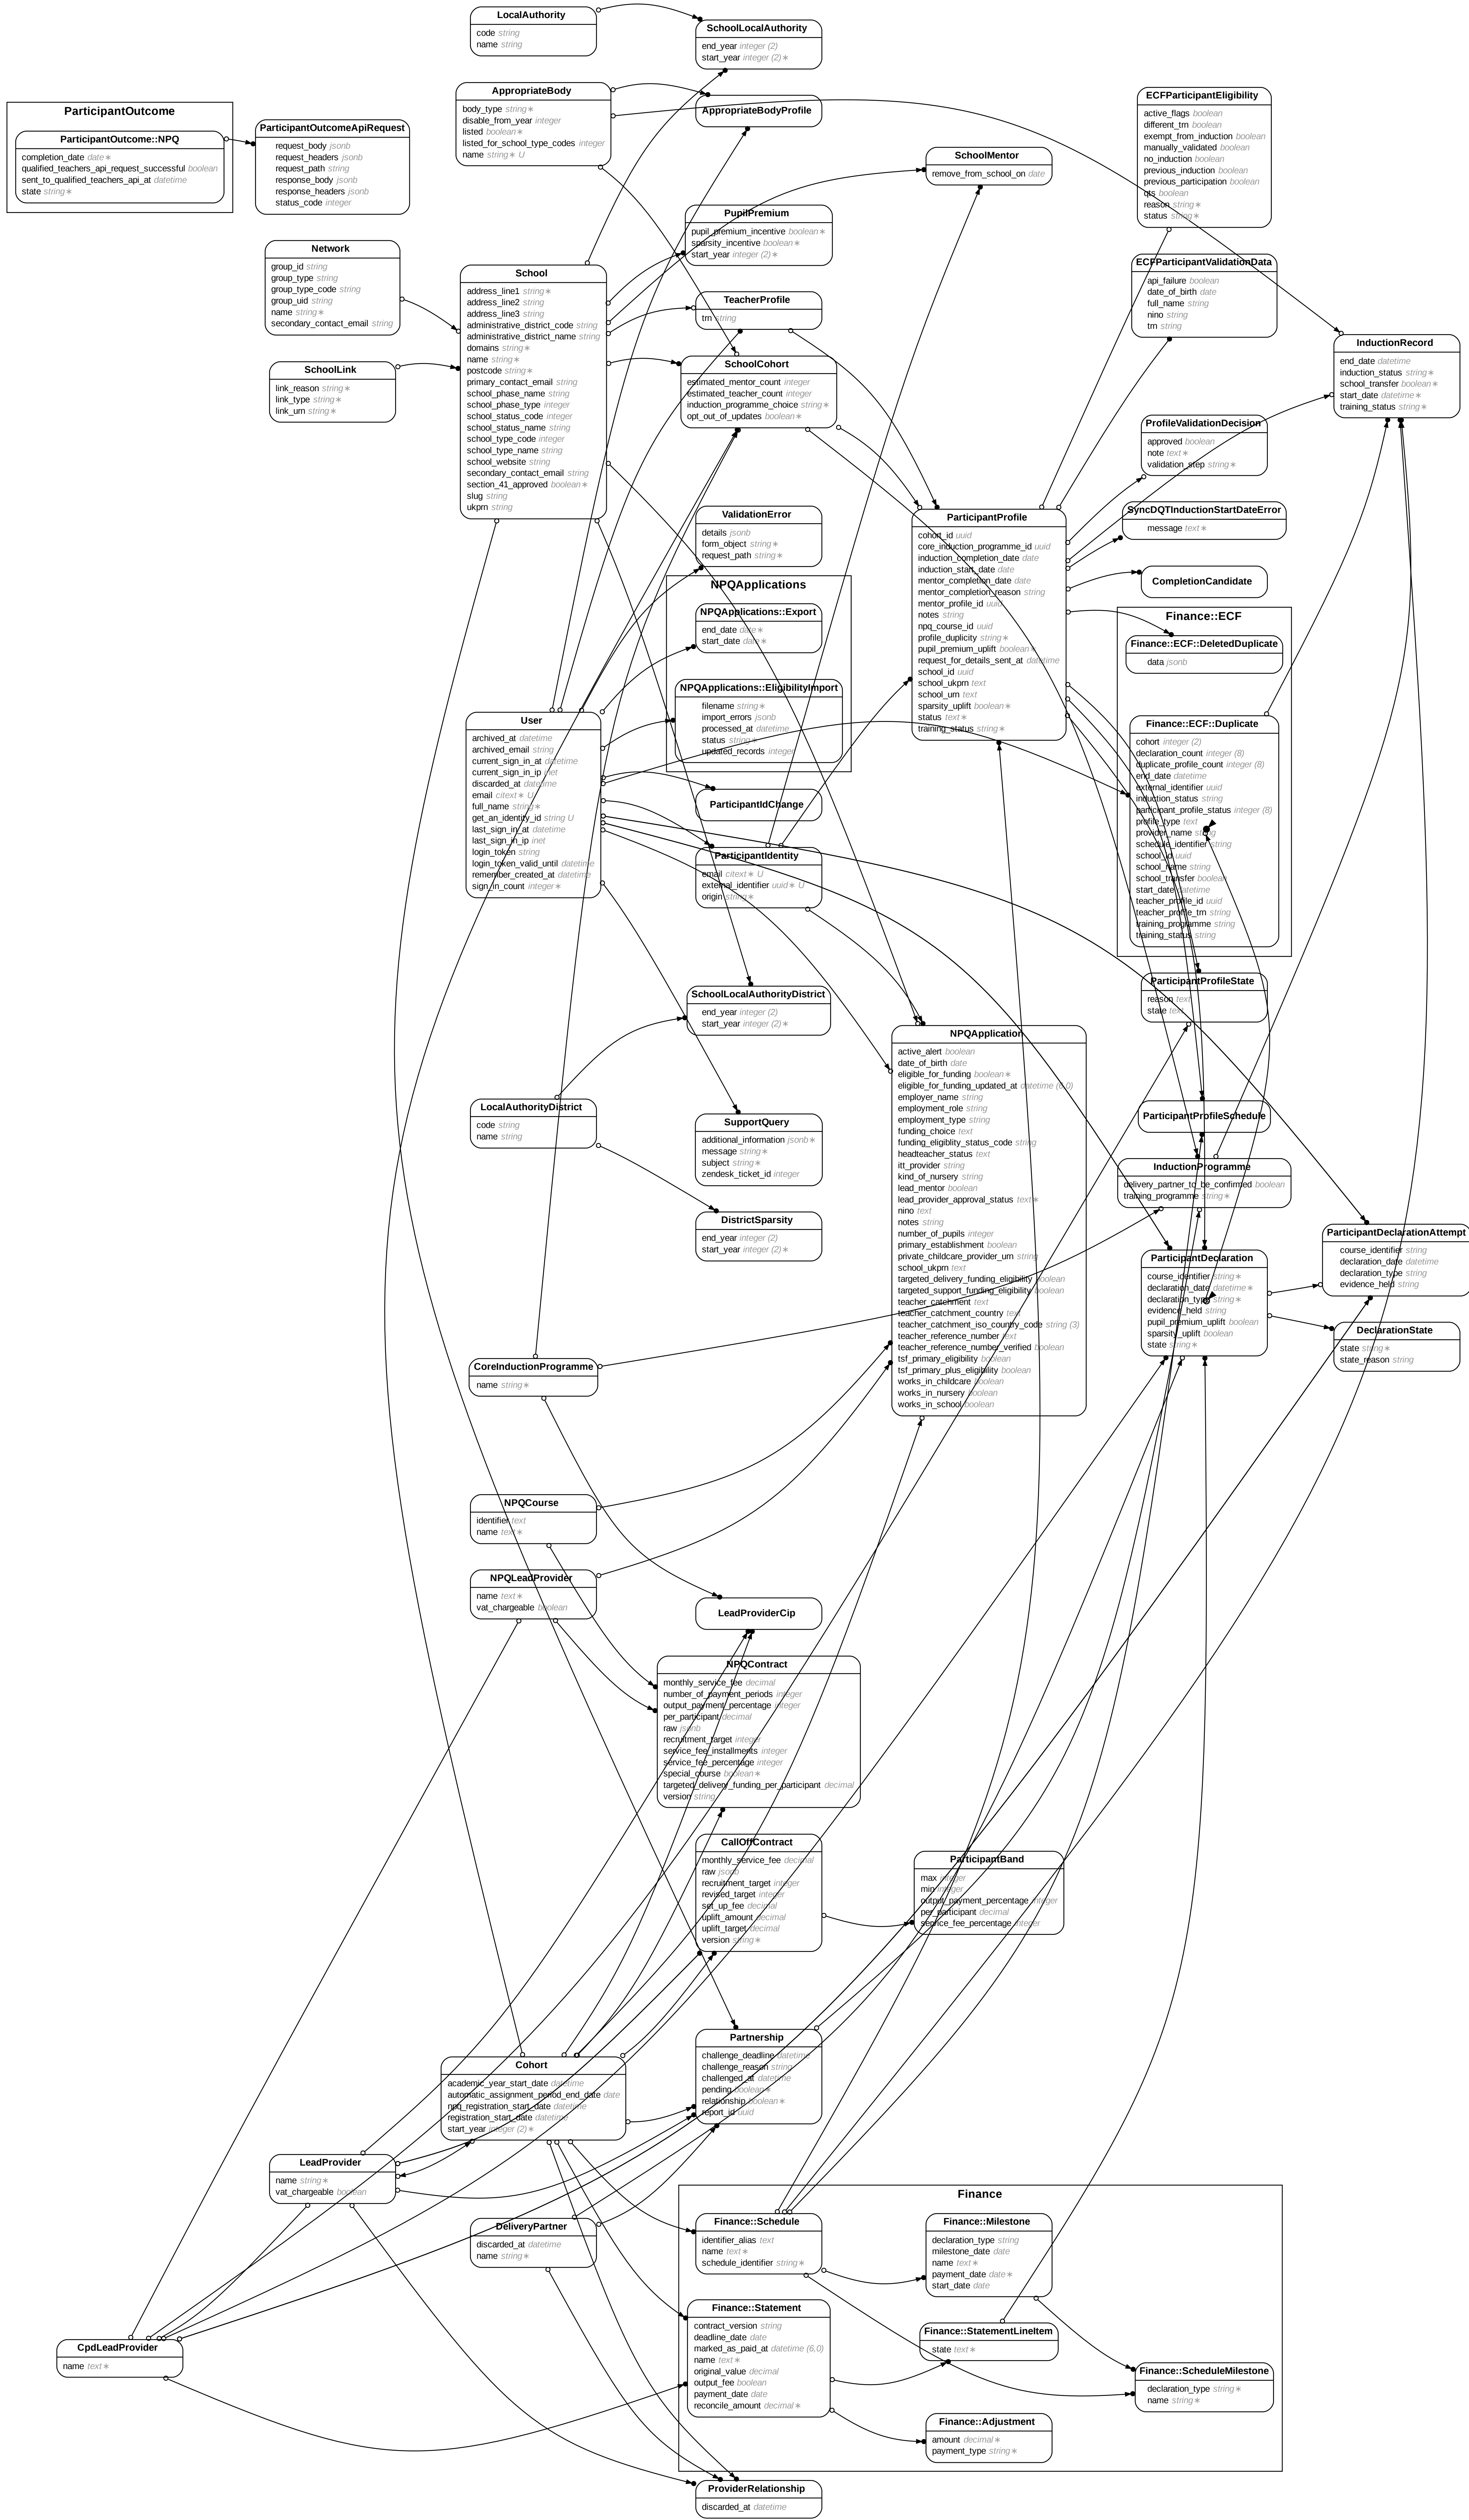 LocalAuthority
code string
name string
SchoolLocalAuthority
end_year integer (2)
start_year integer (2) ∗
AppropriateBody
body_type string ∗
disable_from_year integer
listed boolean ∗
listed_for_school_type_codes integer
name string ∗ U
AppropriateBodyProfile
ECFParticipantEligibility
active_flags boolean
different_trn boolean
exempt_from_induction boolean
manually_validated boolean
no_induction boolean
previous_induction boolean
previous_participation boolean
qts boolean
reason string ∗
status string ∗
ParticipantOutcome
ParticipantOutcome::NPQ
completion_date date ∗
qualified_teachers_api_request_successful boolean
sent_to_qualified_teachers_api_at datetime
state string ∗
ParticipantOutcomeApiRequest
request_body jsonb
request_headers jsonb
request_path string
response_body jsonb
response_headers jsonb
status_code integer
SchoolMentor
remove_from_school_on date
PupilPremium
pupil_premium_incentive boolean ∗
sparsity_incentive boolean ∗
start_year integer (2) ∗
Network
group_id string
group_type string
group_type_code string
group_uid string
name string ∗
secondary_contact_email string
School
address_line1 string ∗
address_line2 string
address_line3 string
administrative_district_code string
administrative_district_name string
domains string ∗
name string ∗
postcode string ∗
primary_contact_email string
school_phase_name string
school_phase_type integer
school_status_code integer
school_status_name string
school_type_code integer
school_type_name string
school_website string
secondary_contact_email string
section_41_approved boolean ∗
slug string
ukprn string
ECFParticipantValidationData
api_failure boolean
date_of_birth date
full_name string
nino string
trn string
TeacherProfile
trn string
SchoolLink
link_reason string ∗
link_type string ∗
link_urn string ∗
SchoolCohort
estimated_mentor_count integer
estimated_teacher_count integer
induction_programme_choice string ∗
opt_out_of_updates boolean ∗
InductionRecord
end_date datetime
induction_status string ∗
school_transfer boolean ∗
start_date datetime ∗
training_status string ∗
ProfileValidationDecision
approved boolean
note text ∗
validation_step string ∗
ValidationError
details jsonb
form_object string ∗
request_path string ∗
ParticipantProfile
cohort_id uuid
core_induction_programme_id uuid
induction_completion_date date
induction_start_date date
mentor_completion_date date
mentor_completion_reason string
mentor_profile_id uuid
notes string
npq_course_id uuid
profile_duplicity string ∗
pupil_premium_uplift boolean ∗
request_for_details_sent_at datetime
school_id uuid
school_ukprn text
school_urn text
sparsity_uplift boolean ∗
status text ∗
training_status string ∗
SyncDQTInductionStartDateError
message text ∗
CompletionCandidate
NPQApplications
NPQApplications::Export
end_date date ∗
start_date date ∗
NPQApplications::EligibilityImport
filename string ∗
import_errors jsonb
processed_at datetime
status string ∗
updated_records integer
Finance::ECF
Finance::ECF::DeletedDuplicate
data jsonb
Finance::ECF::Duplicate
cohort integer (2)
declaration_count integer (8)
duplicate_profile_count integer (8)
end_date datetime
external_identifier uuid
induction_status string
participant_profile_status integer (8)
profile_type text
provider_name string
schedule_identifier string
school_id uuid
school_name string
school_transfer boolean
start_date datetime
teacher_profile_id uuid
teacher_profile_trn string
training_programme string
training_status string
User
archived_at datetime
archived_email string
current_sign_in_at datetime
current_sign_in_ip inet
discarded_at datetime
email citext ∗ U
full_name string ∗
get_an_identity_id string U
last_sign_in_at datetime
last_sign_in_ip inet
login_token string
login_token_valid_until datetime
remember_created_at datetime
sign_in_count integer ∗
ParticipantIdChange
ParticipantIdentity
email citext ∗ U
external_identifier uuid ∗ U
origin string ∗
ParticipantProfileState
reason text
state text
SchoolLocalAuthorityDistrict
end_year integer (2)
start_year integer (2) ∗
NPQApplication
active_alert boolean
date_of_birth date
eligible_for_funding boolean ∗
eligible_for_funding_updated_at datetime (6,0)
employer_name string
employment_role string
employment_type string
funding_choice text
funding_eligiblity_status_code string
headteacher_status text
itt_provider string
kind_of_nursery string
lead_mentor boolean
lead_provider_approval_status text ∗
nino text
notes string
number_of_pupils integer
primary_establishment boolean
private_childcare_provider_urn string
school_ukprn text
targeted_delivery_funding_eligibility boolean
targeted_support_funding_eligibility boolean
teacher_catchment text
teacher_catchment_country text
teacher_catchment_iso_country_code string (3)
teacher_reference_number text
teacher_reference_number_verified boolean
tsf_primary_eligibility boolean
tsf_primary_plus_eligibility boolean
works_in_childcare boolean
works_in_nursery boolean
works_in_school boolean
LocalAuthorityDistrict
code string
name string
SupportQuery
additional_information jsonb ∗
message string ∗
subject string ∗
zendesk_ticket_id integer
ParticipantProfileSchedule
InductionProgramme
delivery_partner_to_be_confirmed boolean
training_programme string ∗
DistrictSparsity
end_year integer (2)
start_year integer (2) ∗
ParticipantDeclaration
course_identifier string ∗
declaration_date datetime ∗
declaration_type string ∗
evidence_held string
pupil_premium_uplift boolean
sparsity_uplift boolean
state string ∗
ParticipantDeclarationAttempt
course_identifier string
declaration_date datetime
declaration_type string
evidence_held string
DeclarationState
state string ∗
state_reason string
CoreInductionProgramme
name string ∗
NPQCourse
identifier text
name text ∗
NPQLeadProvider
name text ∗
vat_chargeable boolean
LeadProviderCip
NPQContract
monthly_service_fee decimal
number_of_payment_periods integer
output_payment_percentage integer
per_participant decimal
raw jsonb
recruitment_target integer
service_fee_installments integer
service_fee_percentage integer
special_course boolean ∗
targeted_delivery_funding_per_participant decimal
version string
CallOffContract
monthly_service_fee decimal
raw jsonb
recruitment_target integer
revised_target integer
set_up_fee decimal
uplift_amount decimal
uplift_target decimal
version string ∗
ParticipantBand
max integer
min integer
output_payment_percentage integer
per_participant decimal
service_fee_percentage integer
Partnership
challenge_deadline datetime
challenge_reason string
challenged_at datetime
pending boolean ∗
relationship boolean ∗
report_id uuid
Cohort
academic_year_start_date datetime
automatic_assignment_period_end_date date
npq_registration_start_date datetime
registration_start_date datetime
start_year integer (2) ∗
LeadProvider
name string ∗
vat_chargeable boolean
DeliveryPartner
discarded_at datetime
name string ∗
Finance
Finance::Schedule
identifier_alias text
name text ∗
schedule_identifier string ∗
Finance::Milestone
declaration_type string
milestone_date date
name text ∗
payment_date date ∗
start_date date
Finance::Statement
contract_version string
deadline_date date
marked_as_paid_at datetime (6,0)
name text ∗
original_value decimal
output_fee boolean
payment_date date
reconcile_amount decimal ∗
Finance::StatementLineItem
state text ∗
Finance::ScheduleMilestone
declaration_type string ∗
name string ∗
Finance::Adjustment
amount decimal ∗
payment_type string ∗
CpdLeadProvider
name text ∗
ProviderRelationship
discarded_at datetime